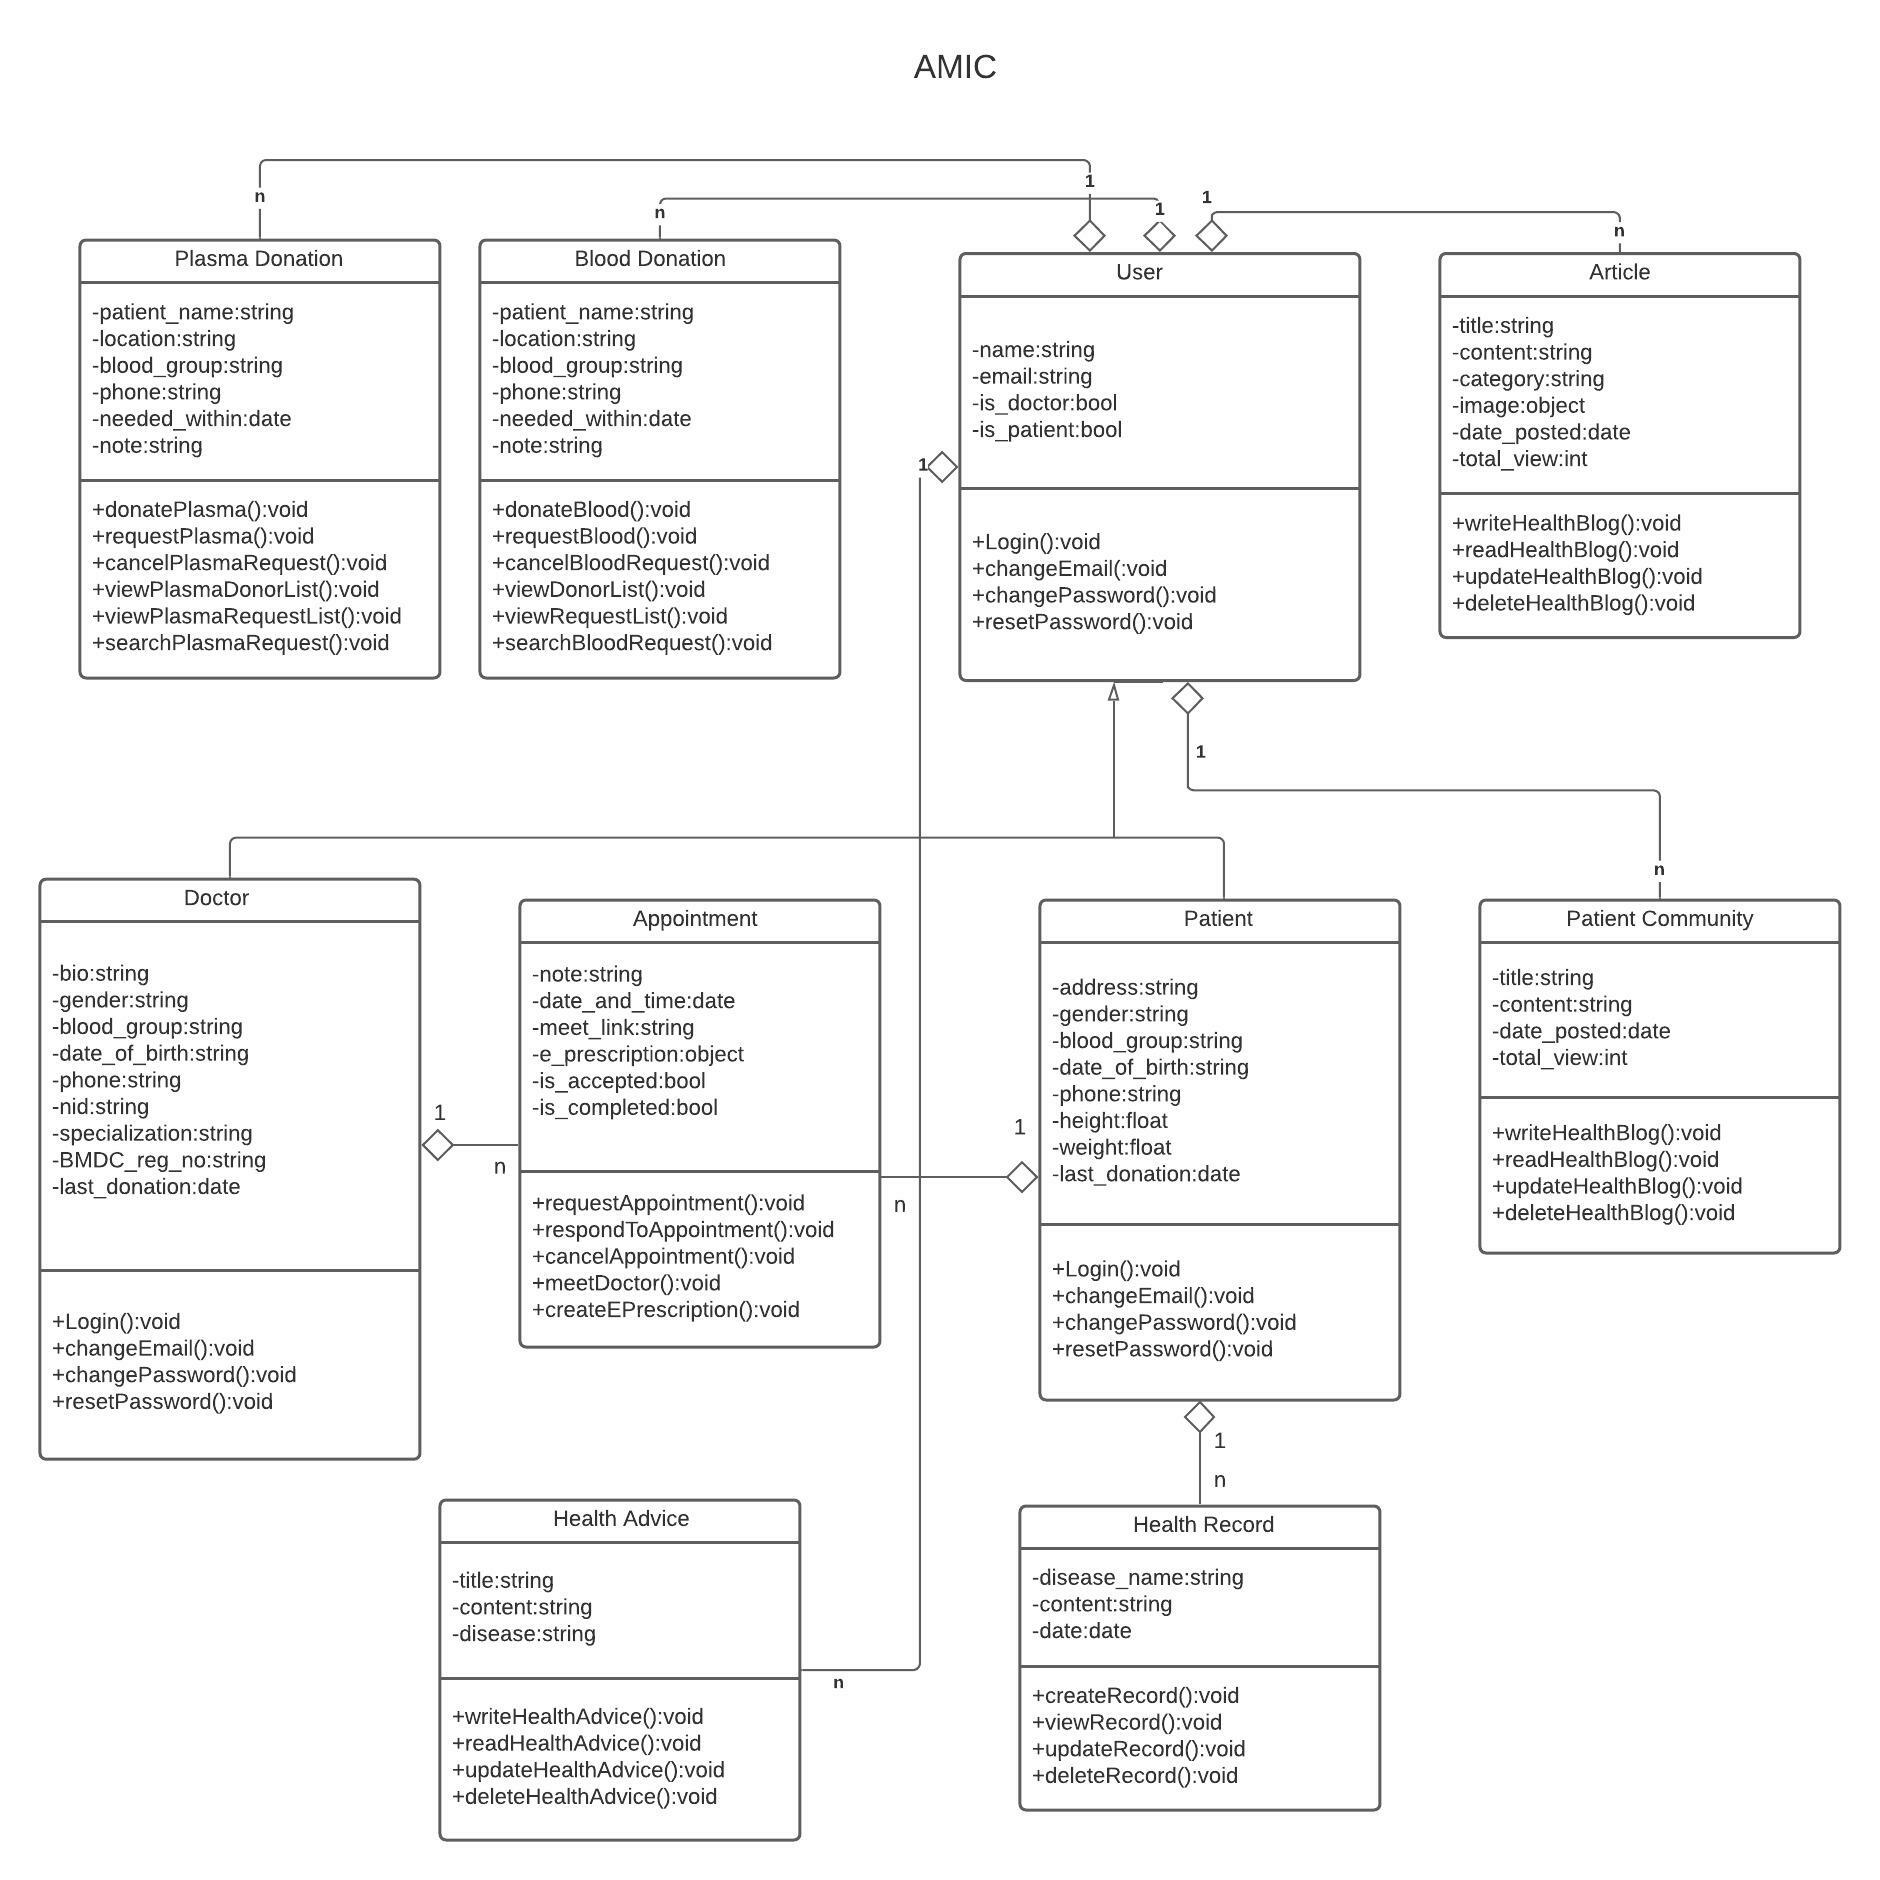 AMIC
n
1
n
1
1
n
Plasma Donation
-patient_name:string
-location:string
-blood_group:string
-phone:string
-needed_within:date
-note:string
+donatePlasma():void
+requestPlasma():void
+cancelPlasmaRequest():void
+viewPlasmaDonorList():void
+viewPlasmaRequestList():void
+searchPlasmaRequest():void
Blood Donation
-patient_name:string
-location:string
-blood_group:string
-phone:string
-needed_within:date
-note:string
+donateBlood():void
+requestBlood():void
+cancelBloodRequest():void
+viewDonorList():void
+viewRequestList():void
+searchBloodRequest():void
User
-name:string
-email:string
-is_doctor:bool
-is_patient:bool
1
+Login():void
+changeEmail(:void
+changePassword():void
+resetPassword():void
Article
-title:string
-content:string
-category:string
-image:object
-date_posted:date
-total_view:int
+writeHealthBlog():void
+readHealthBlog():void
+updateHealthBlog():void
+deleteHealthBlog():void
1
n
Doctor
-bio:string
-gender:string
-blood_group:string
-date_of_birth:string
-phone:string
-nid:string
-specialization:string
-BMDC_reg_no:string
-last_donation:date
+Login():void
+changeEmail():void
+changePassword():void
+resetPassword():void
1
n
Appointment
-note:string
-date_and_time:date
-meet_link:string
-e_prescription:object
-is_accepted:bool
-is_completed:bool
+requestAppointment():void
+respondToAppointment():void
+cancelAppointment():void
+meetDoctor():void
+createEPrescription():void
1
n
Patient
-address:string
-gender:string
-blood_group:string
-date_of_birth:string
-phone:string
-height:float
-weight:float
-last_donation:date
+Login():void
+changeEmail():void
+changePassword():void
+resetPassword():void
Patient Community
-title:string
-content:string
-date_posted:date
-total_view:int
+writeHealthBlog():void
+readHealthBlog():void
+updateHealthBlog():void
+deleteHealthBlog():void
1
n
Health Advice
-title:string
-content:string
-disease:string
n
+writeHealthAdvice():void
+readHealthAdvice():void
+updateHealthAdvice():void
+deleteHealthAdvice():void
Health Record
-disease_name:string
-content:string
-date:date
+createRecord():void
+viewRecord():void
+updateRecord():void
+deleteRecord():void